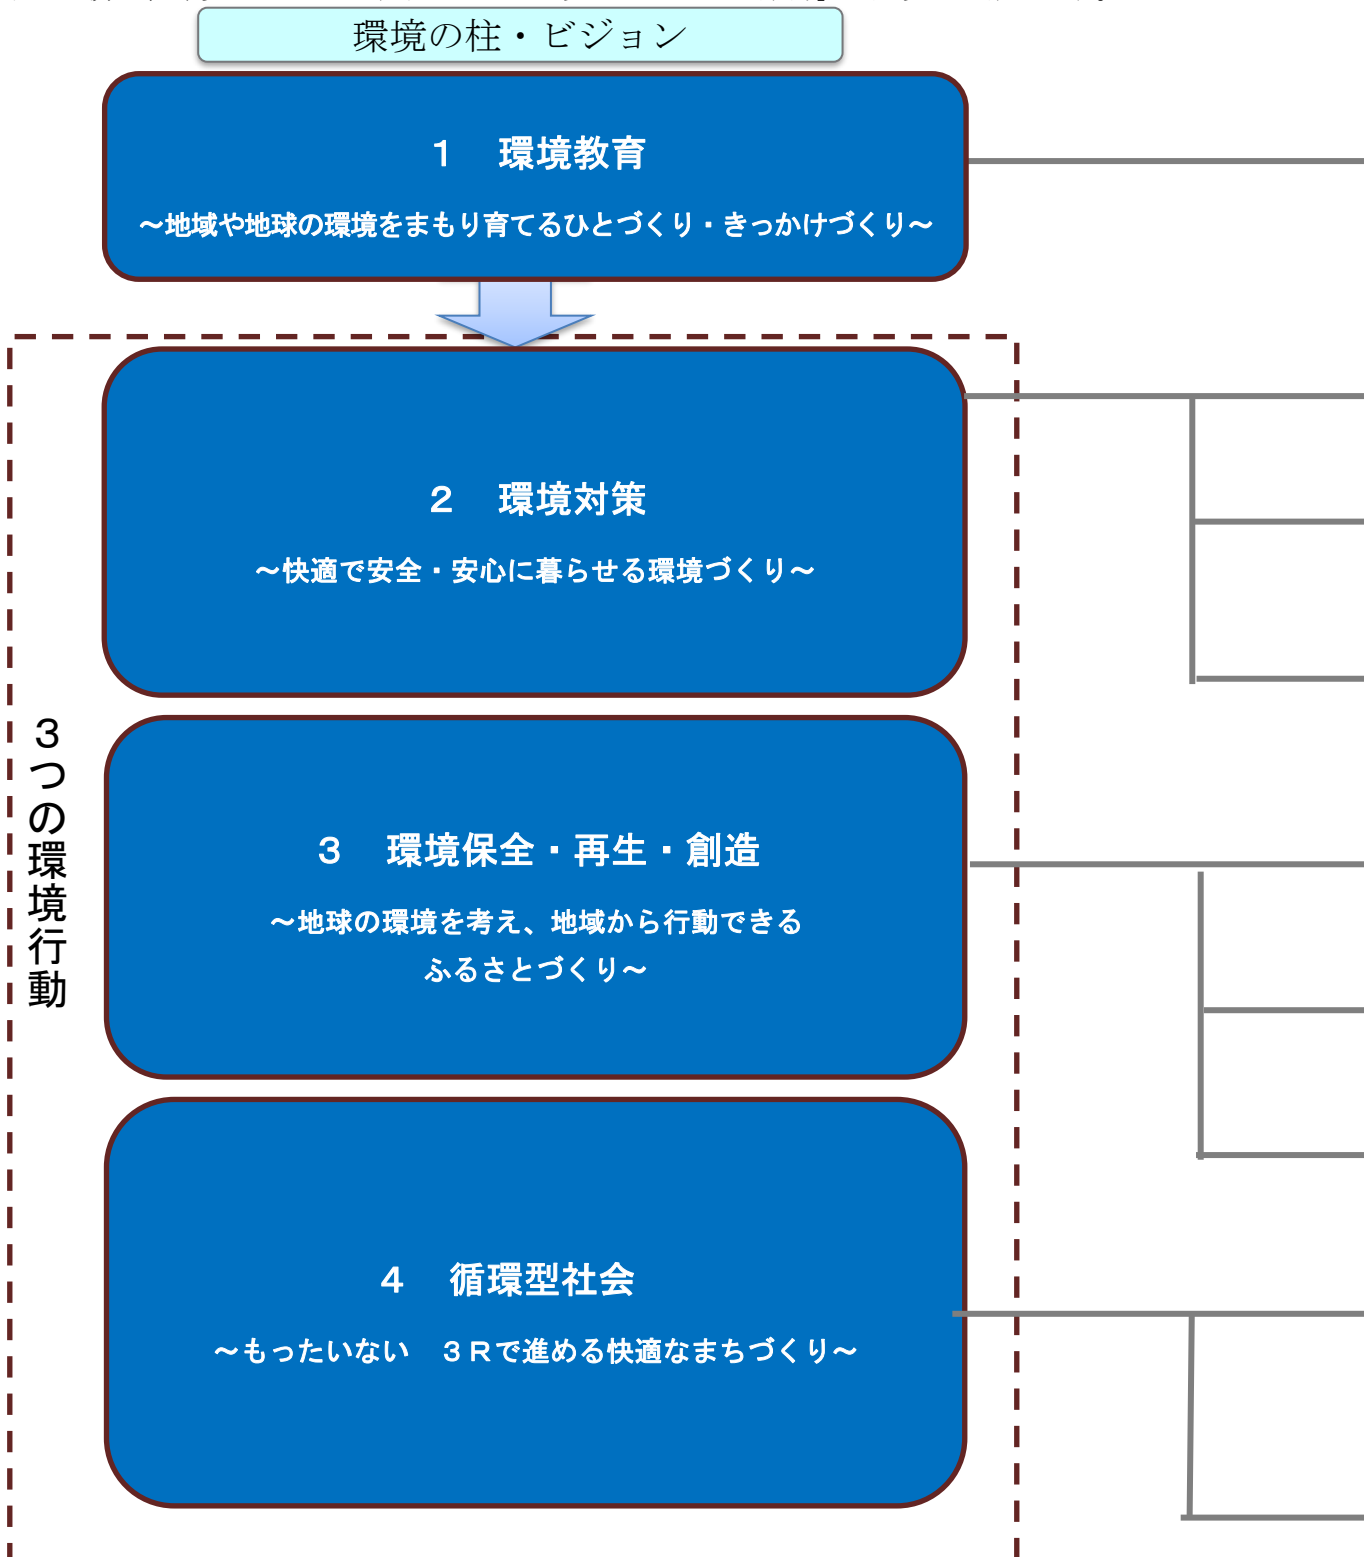 環境の柱・ビジョン
１　環境教育
～地域や地球の環境をまもり育てるひとづくり・きっかけづくり～
２　環境対策
～快適で安全・安心に暮らせる環境づくり～
３つの環境行動
３　環境保全・再生・創造
～地球の環境を考え、地域から行動できる
ふるさとづくり～
４　循環型社会
～もったいない　３Ｒで進める快適なまちづくり～